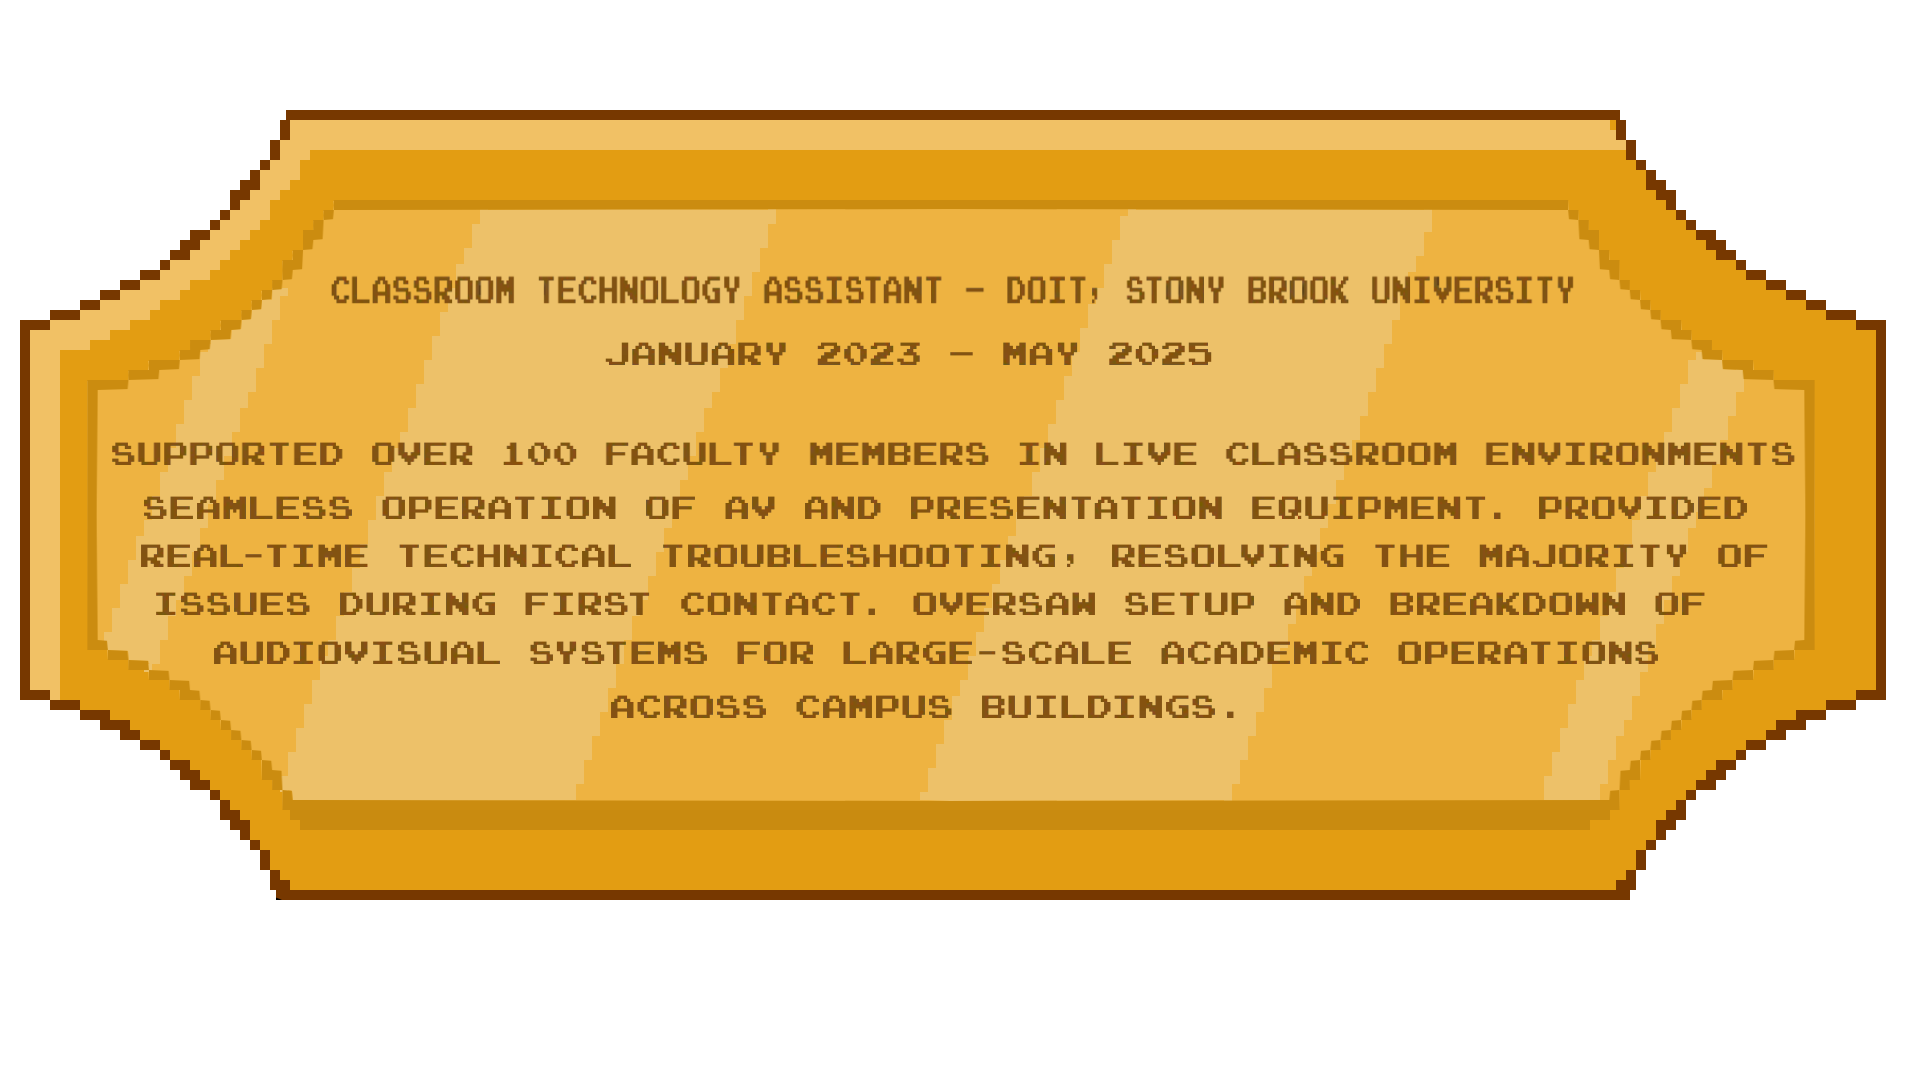 CLASSROOM TECHNOLOGY ASSISTANT - DOIT, STONY BROOK UNIVERSITY
JANUARY 2023 - MAY 2025
SUPPORTED OVER 100 FACULTY MEMBERS IN LIVE CLASSROOM ENVIRONMENTS
SEAMLESS OPERATION OF AV AND PRESENTATION EQUIPMENT. PROVIDED
REAL-TIME TECHNICAL TROUBLESHOOTING, RESOLVING THE MAJORITY OF
ISSUES DURING FIRST CONTACT. OVERSAW SETUP AND BREAKDOWN OF
AUDIOVISUAL SYSTEMS FOR LARGE-SCALE ACADEMIC OPERATIONS
ACROSS CAMPUS BUILDINGS.